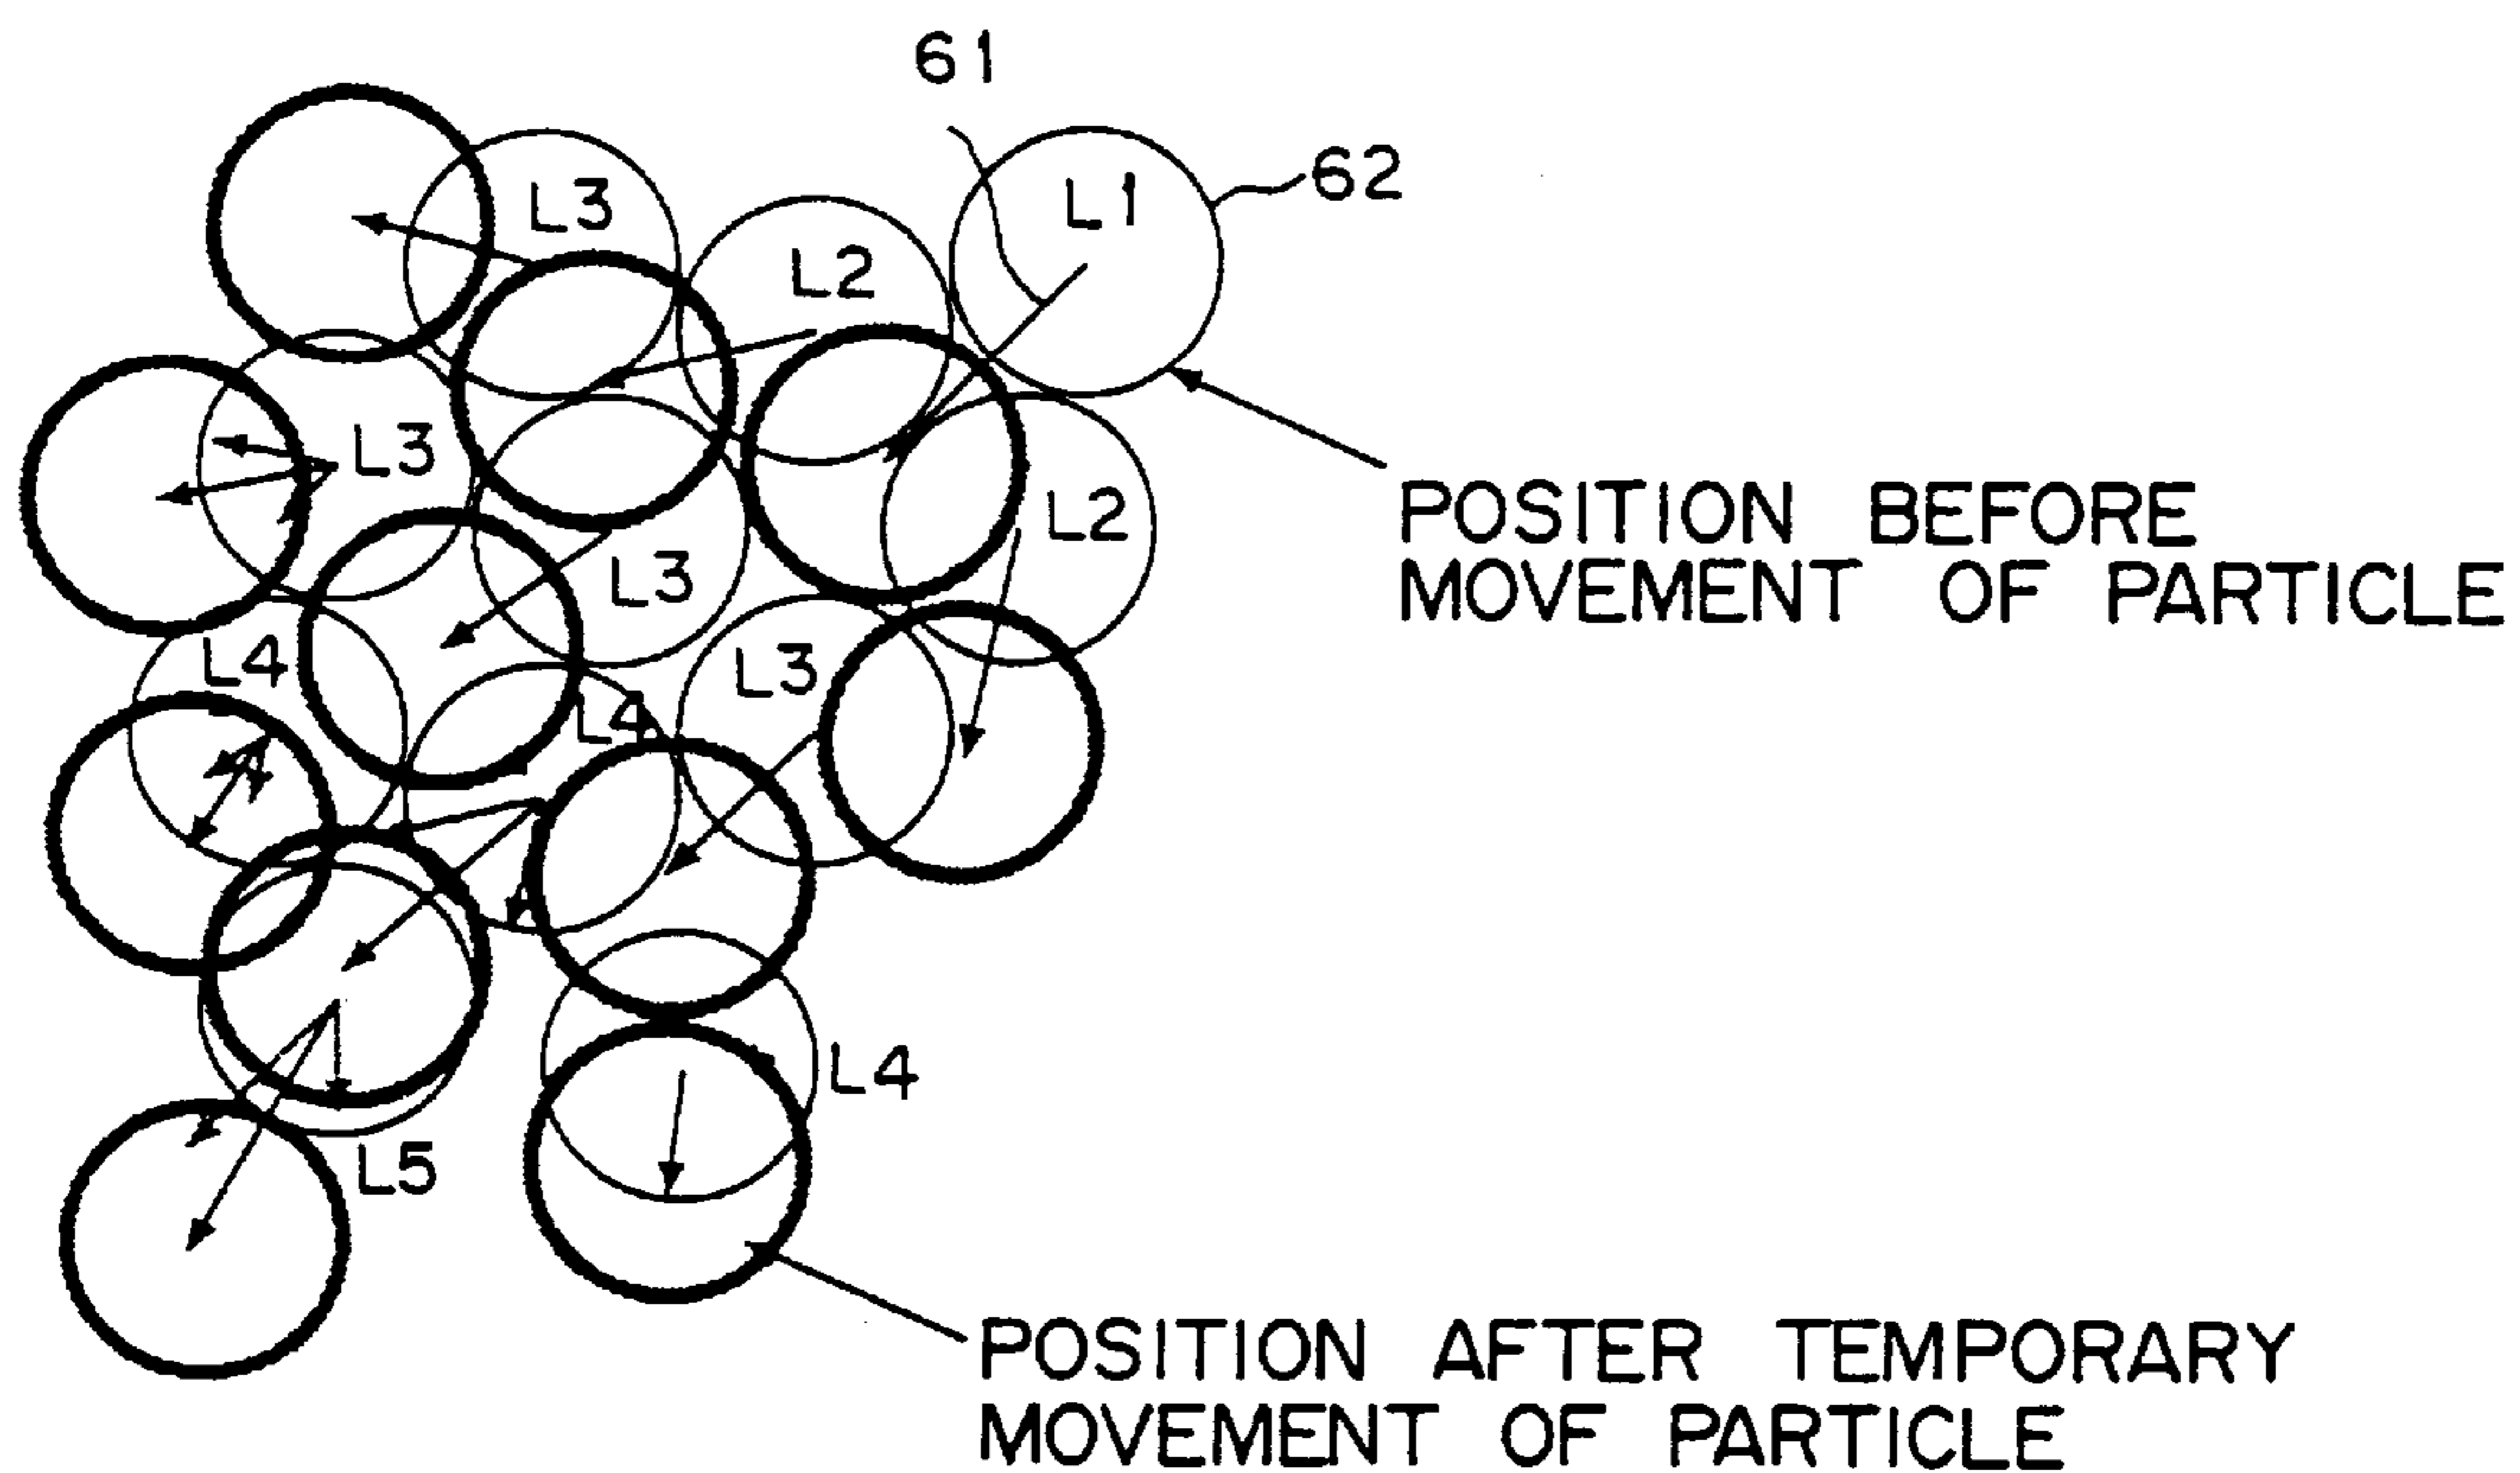 61
62
L1
L3
L2
L3
L2
L3
L3
L4
L4
L4
L5
POSITION BEFORE
MOVEMENT OF PARTICLE
POSITION AFTER TEMPORARY
MOVEMENT OF PARTICLE